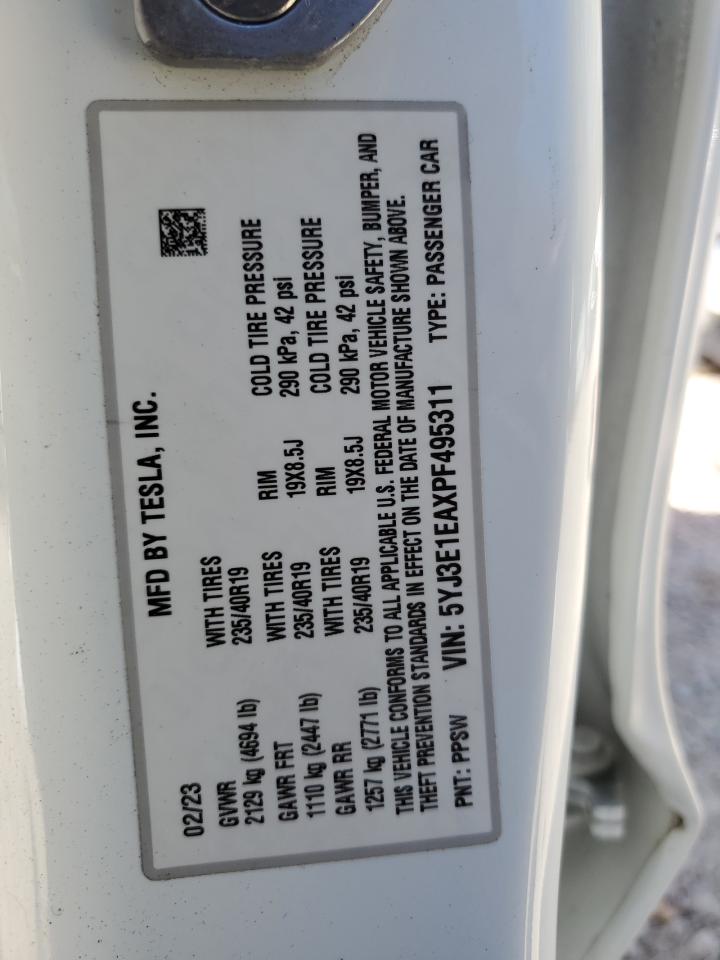 MFD BY TESLA, INC.
02/23
GVWR WITH TIRES RIM COLD TIRE PRESSURE
2129 kg (4694 lb) 235/40R19 19X8.5J 290 kPa, 42 psi
GAWR FRT WITH TIRES RIM COLD TIRE PRESSURE
1110 kg (2447 lb) 235/40R19 19X8.5J 290 kPa, 42 psi
GAWR RR WITH TIRES
1257 kg (2771 lb) 235/40R19
THIS VEHICLE CONFORMS TO ALL APPLICABLE U.S. FEDERAL MOTOR VEHICLE SAFETY, BUMPER, AND
THEFT PREVENTION STANDARDS IN EFFECT ON THE DATE OF MANUFACTURE SHOWN ABOVE.
PNT: PPSW VIN: 5YJ3E1EAXPF495311 TYPE: PASSENGER CAR